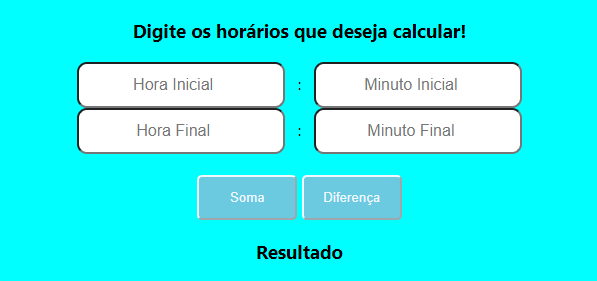 Digite os horários que deseja calcular!
Hora Inicial : Minuto Inicial
Hora Final : Minuto Final
Soma Diferença
Resultado